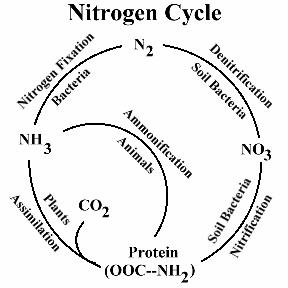 Nitrogen Cycle
N2
Nitrogen Fixation
Bacteria
Denitrification
Soil Bacteria
Ammonification
Animals
NH3
NO3
Plants
Assimilation
CO2
Soil Bacteria
Nitrification
Protein
(OOC--NH2)